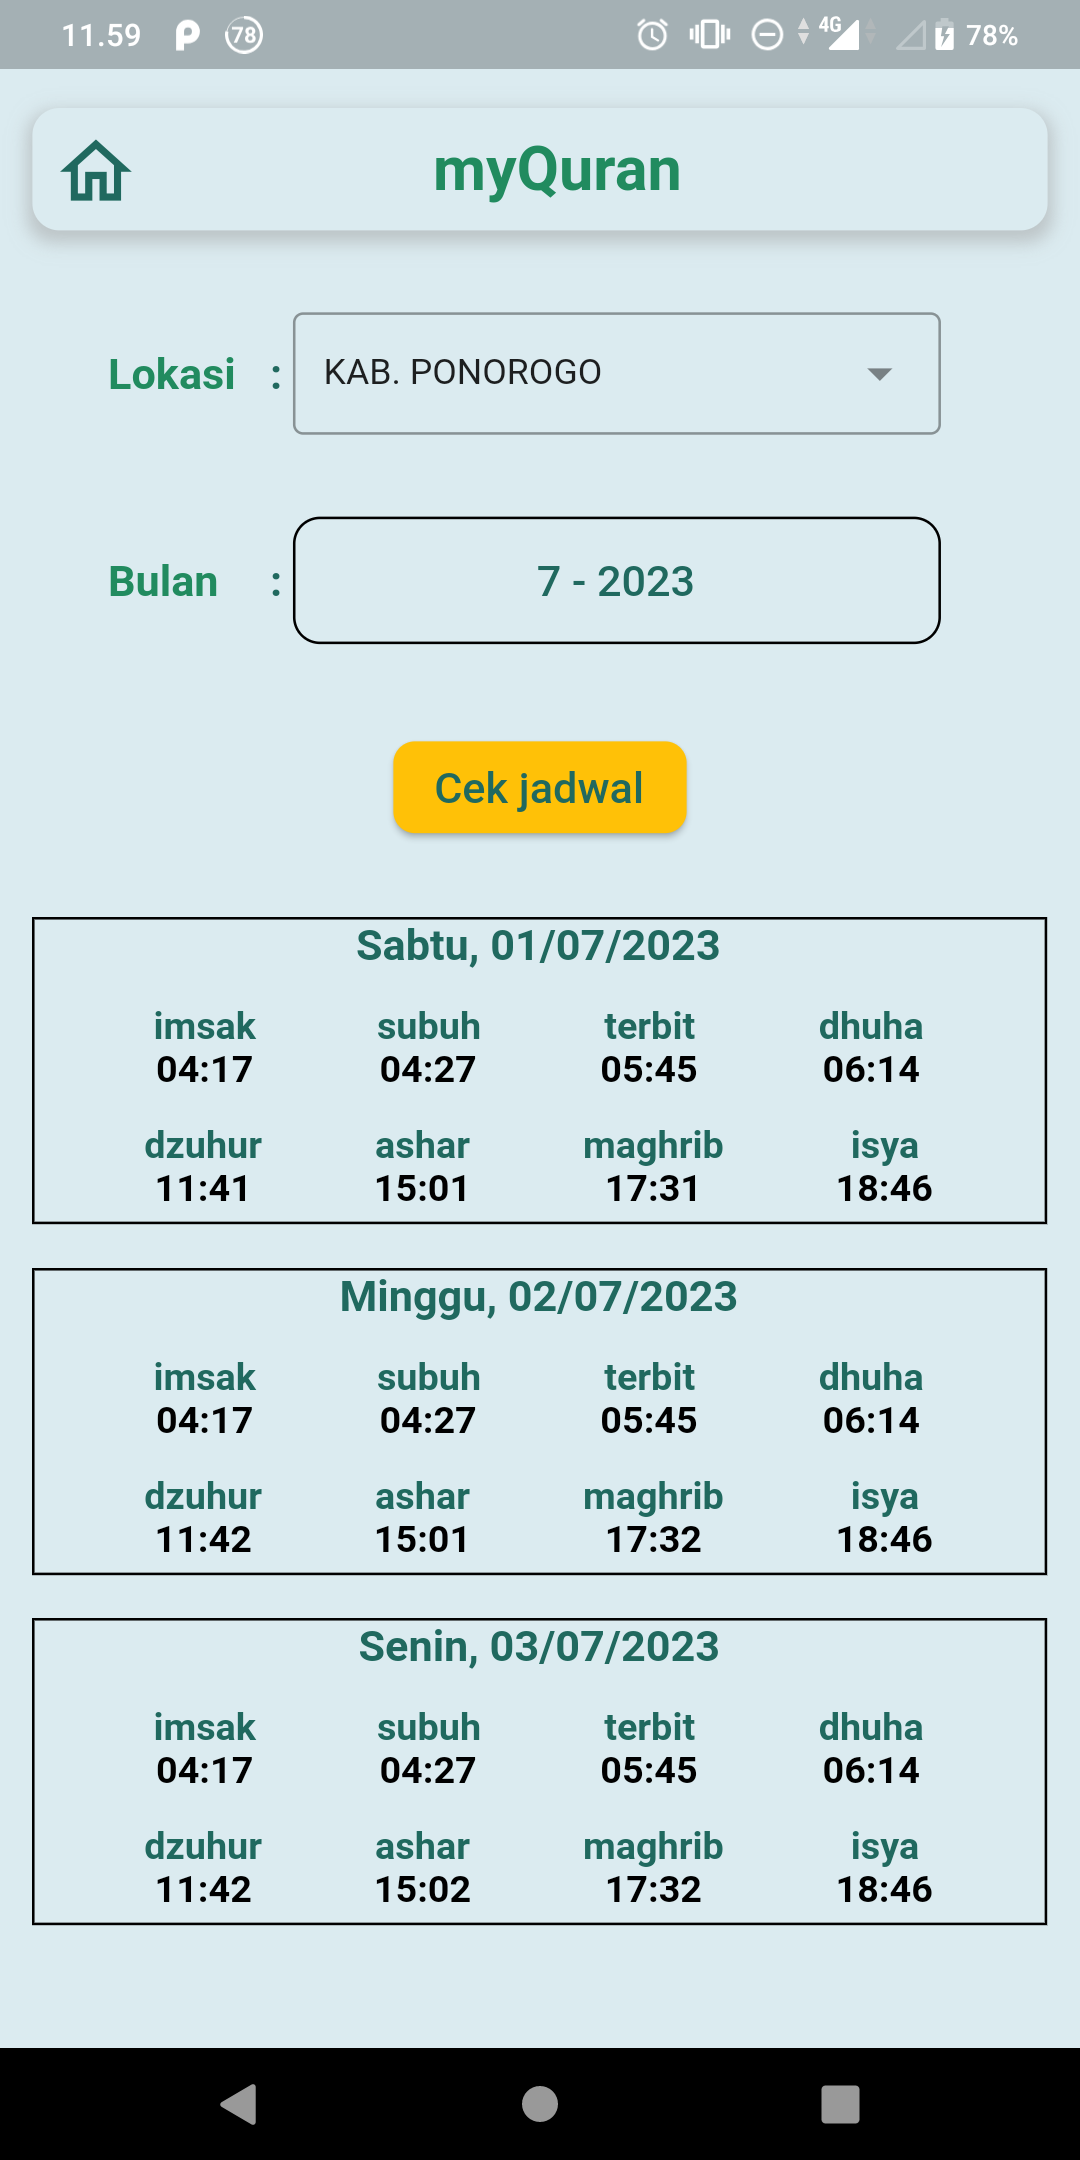 11.59 78 4G 78%
myQuran
Lokasi : KAB. PONOROGO
Bulan : 7 - 2023
Cek jadwal
Sabtu, 01/07/2023
imsak subuh terbit dhuha
04:17 04:27 05:45 06:14
dzuhur ashar maghrib isya
11:41 15:01 17:31 18:46
Minggu, 02/07/2023
imsak subuh terbit dhuha
04:17 04:27 05:45 06:14
dzuhur ashar maghrib isya
11:42 15:01 17:32 18:46
Senin, 03/07/2023
imsak subuh terbit dhuha
04:17 04:27 05:45 06:14
dzuhur ashar maghrib isya
11:42 15:02 17:32 18:46